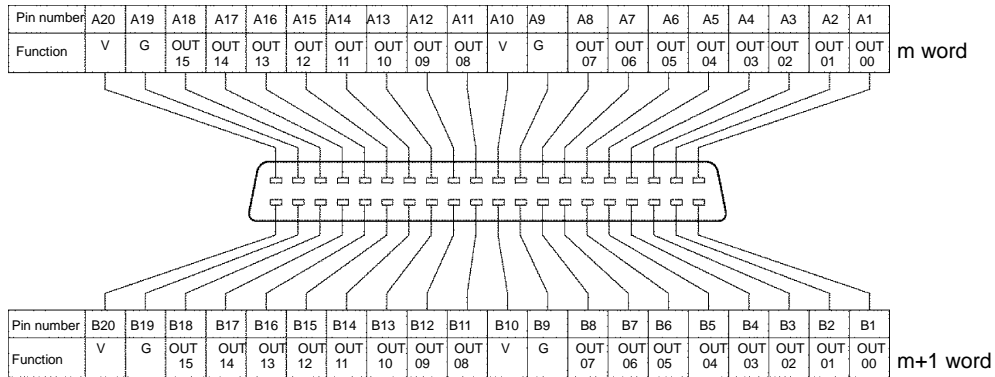 Pin number A20 A19 A18 A17 A16 A15 A14 A13 A12 A11 A10 A9 A8 A7 A6 A5 A4 A3 A2 A1
Function V G OUT 15 OUT 14 OUT 13 OUT 12 OUT 11 OUT 10 OUT 09 OUT 08 V G OUT 07 OUT 06 OUT 05 OUT 04 OUT 03 OUT 02 OUT 01 OUT 00 m word
Pin number B20 B19 B18 B17 B16 B15 B14 B13 B12 B11 B10 B9 B8 B7 B6 B5 B4 B3 B2 B1
Function V G OUT 15 OUT 14 OUT 13 OUT 12 OUT 11 OUT 10 OUT 09 OUT 08 V G OUT 07 OUT 06 OUT 05 OUT 04 OUT 03 OUT 02 OUT 01 OUT 00 m+1 word